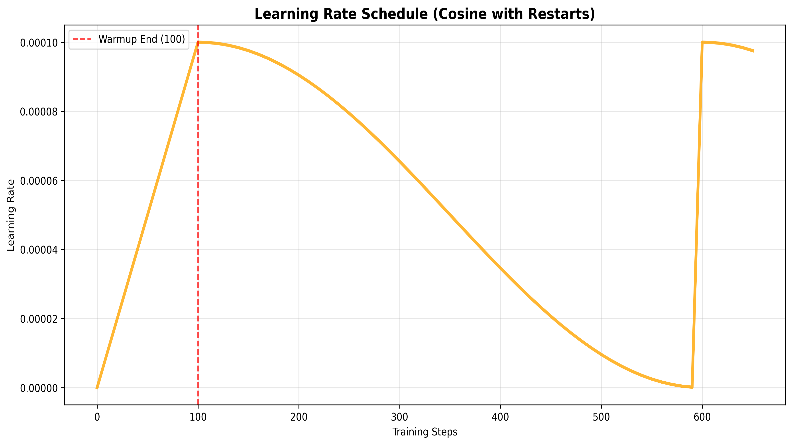 Learning Rate Schedule (Cosine with Restarts)
Warmup End (100)
0.00010
0.00008
0.00006
0.00004
0.00002
0.00000
Learning Rate
0 100 200 300 400 500 600
Training Steps